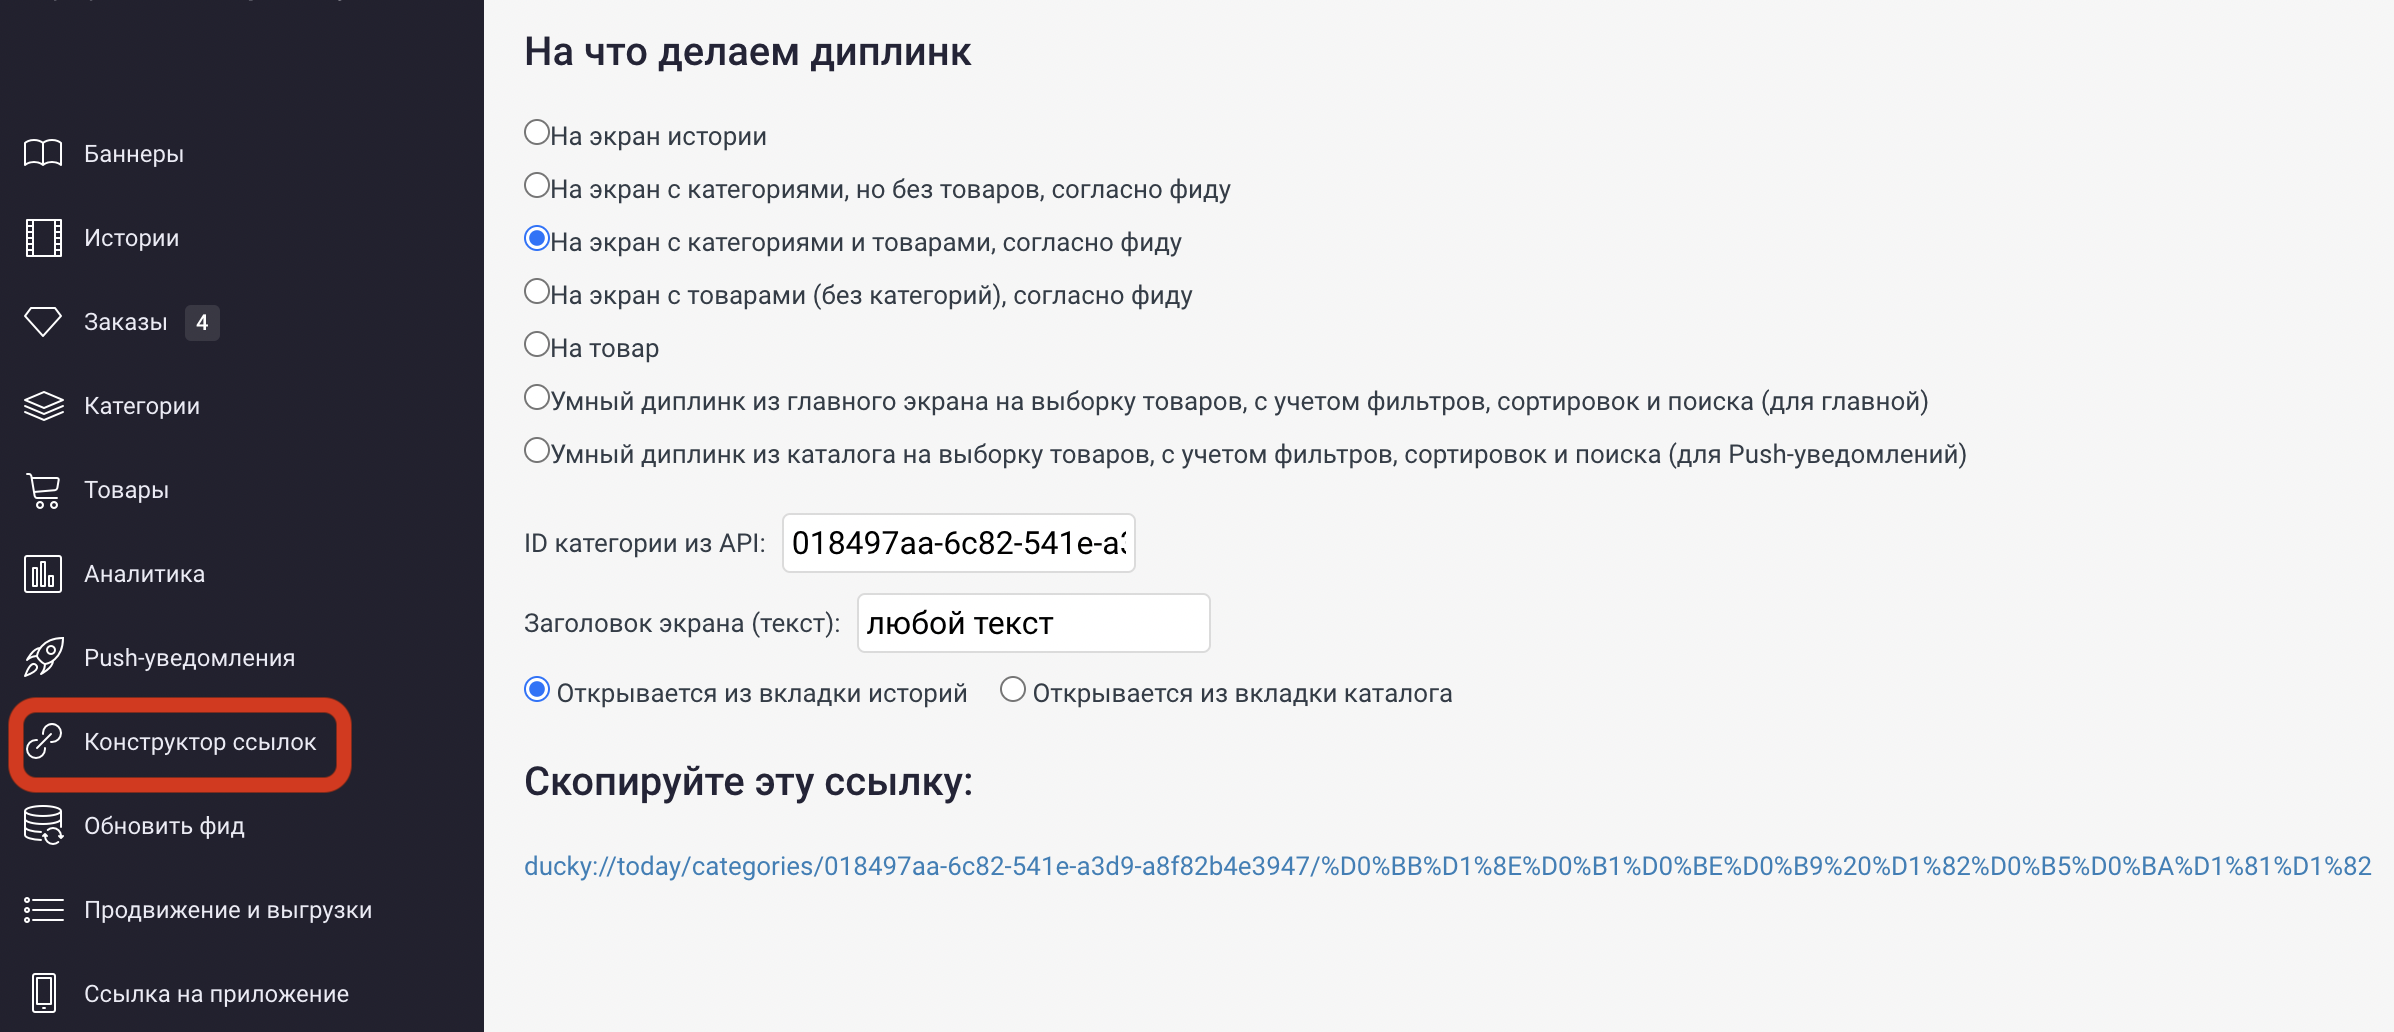 Баннеры
Истории
Заказы 4
Категории
Товары
Аналитика
Push-уведомления
Конструктор ссылок
Обновить фид
Продвижение и выгрузки
Ссылка на приложение
На что делаем диплинк
На экран истории
На экран с категориями, но без товаров, согласно фиду
На экран с категориями и товарами, согласно фиду
На экран с товарами (без категорий), согласно фиду
На товар
Умный диплинк из главного экрана на выборку товаров, с учетом фильтров, сортировок и поиска (для главной)
Умный диплинк из каталога на выборку товаров, с учетом фильтров, сортировок и поиска (для Push-уведомлений)
ID категории из API: 018497aa-6c82-541e-a3
Заголовок экрана (текст): любой текст
Открывается из вкладки историй Открывается из вкладки каталога
Скопируйте эту ссылку:
ducky://today/categories/018497aa-6c82-541e-a3d9-a8f82b4e3947/%D0%BB%D1%8E%D0%B1%D0%BE%D0%B9%20%D1%82%D0%B5%D0%BA%D1%81%D1%82